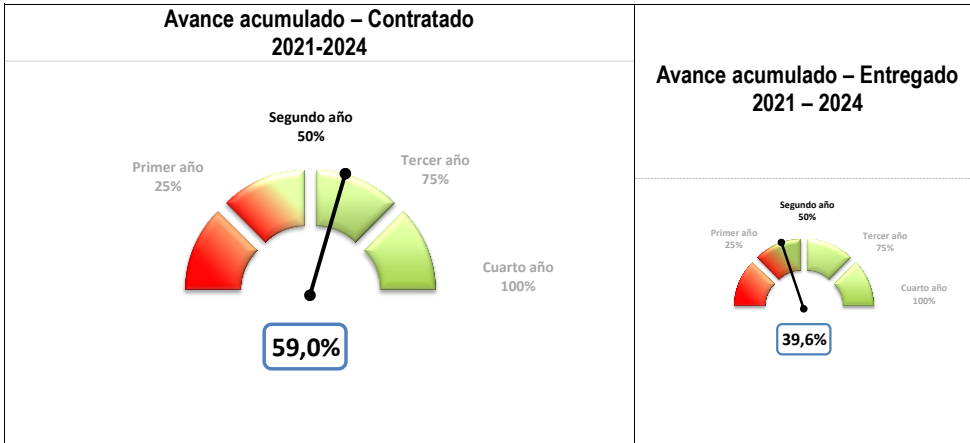 Avance acumulado – Contratado
2021-2024
Segundo año
50%
Primer año
25%
Tercer año
75%
Cuarto año
100%
59,0%
Avance acumulado – Entregado
2021 – 2024
Segundo año
50%
Primer año
25%
Tercer año
75%
Cuarto año
100%
39,6%